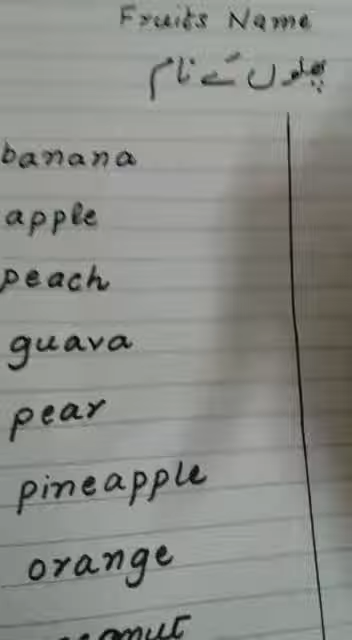 Fruits Name
پھلوں کے نام
banana
apple
peach
guava
pear
pineapple
orange